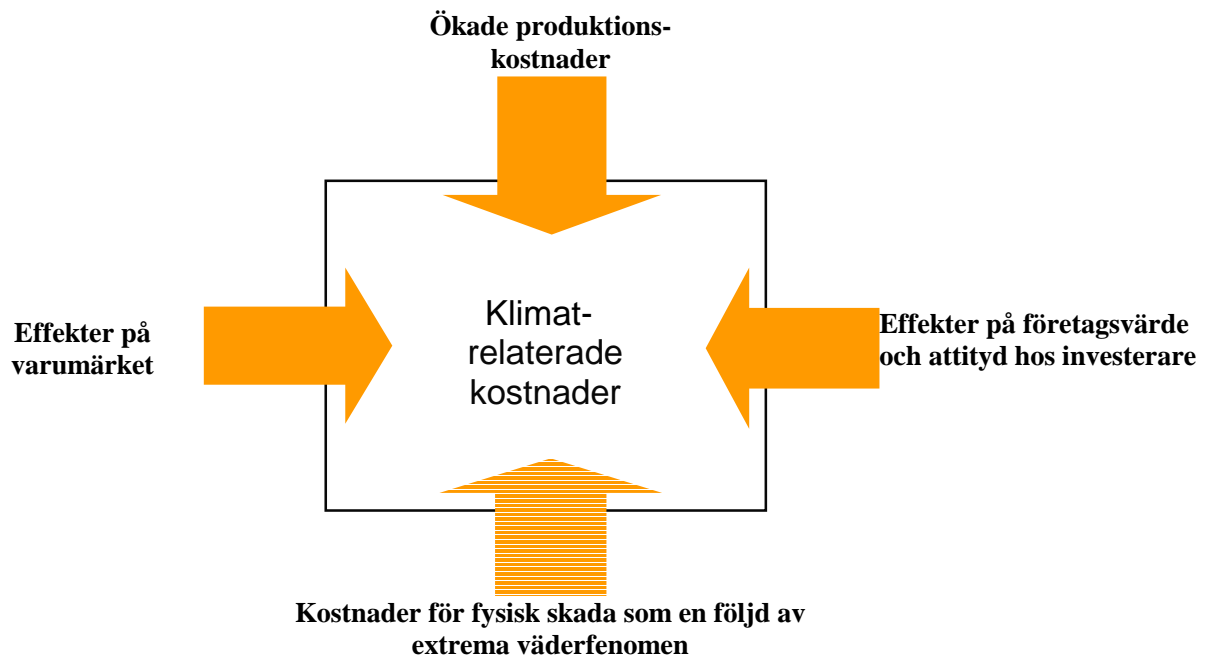 Ökade produktions-
kostnader
Effekter på
varumärket
Klimat-
relaterade
kostnader
Effekter på företagsvärde
och attityd hos investerare
Kostnader för fysisk skada som en följd av
extrema väderfenomen